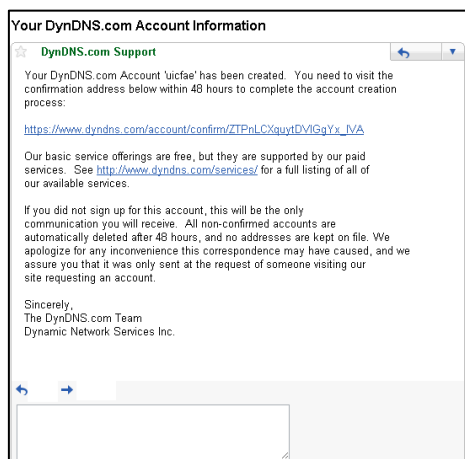 Your DynDNS.com Account Information
DynDNS.com Support
Your DynDNS.com Account 'uicfae' has been created. You need to visit the
confirmation address below within 48 hours to complete the account creation
process:
https://www.dyndns.com/account/confirm/ZTPnLCXquytDVIGgYx_IVA
Our basic service offerings are free, but they are supported by our paid
services. See http://www.dyndns.com/services/ for a full listing of all of
our available services.
If you did not sign up for this account, this will be the only
communication you will receive. All non-confirmed accounts are
automatically deleted after 48 hours, and no addresses are kept on file. We
apologize for any inconvenience this correspondence may have caused, and we
assure you that it was only sent at the request of someone visiting our
site requesting an account.
Sincerely,
The DynDNS.com Team
Dynamic Network Services Inc.